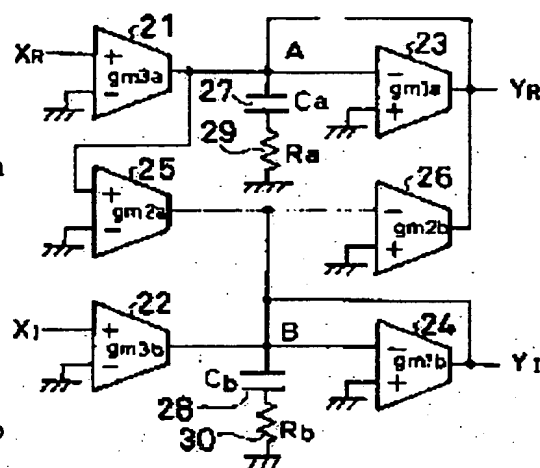 21
A
23
XR
+
-
gm3a
27
Ca
-
+
gm1a
YR
29
Ra
25
26
+
-
gm2a
-
+
gm2b
22
24
XI
+
-
gm3b
B
-
+
gm1b
YI
Cb
28
30
Rb